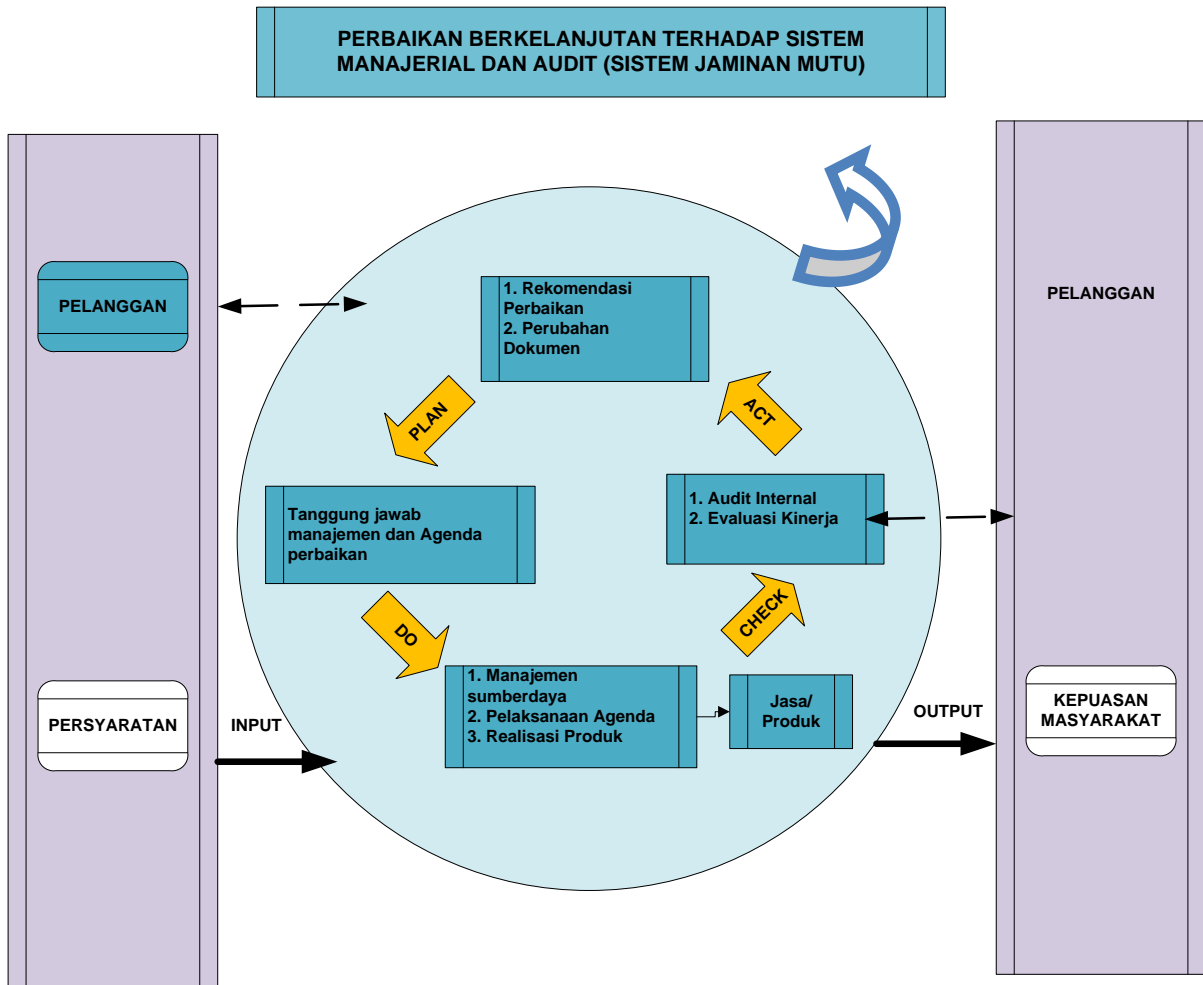 PERBAIKAN BERKELANJUTAN TERHADAP SISTEM
MANAJERIAL DAN AUDIT (SISTEM JAMINAN MUTU)
PELANGGAN
1. Rekomendasi
Perbaikan
2. Perubahan
Dokumen
PELANGGAN
PLAN
ACT
Tanggung jawab
manajemen dan Agenda
perbaikan
1. Audit Internal
2. Evaluasi Kinerja
DO
CHECK
PERSYARATAN
INPUT
1. Manajemen
sumberdaya
2. Pelaksanaan Agenda
3. Realisasi Produk
Jasa/
Produk
OUTPUT
KEPUASAN
MASYARAKAT